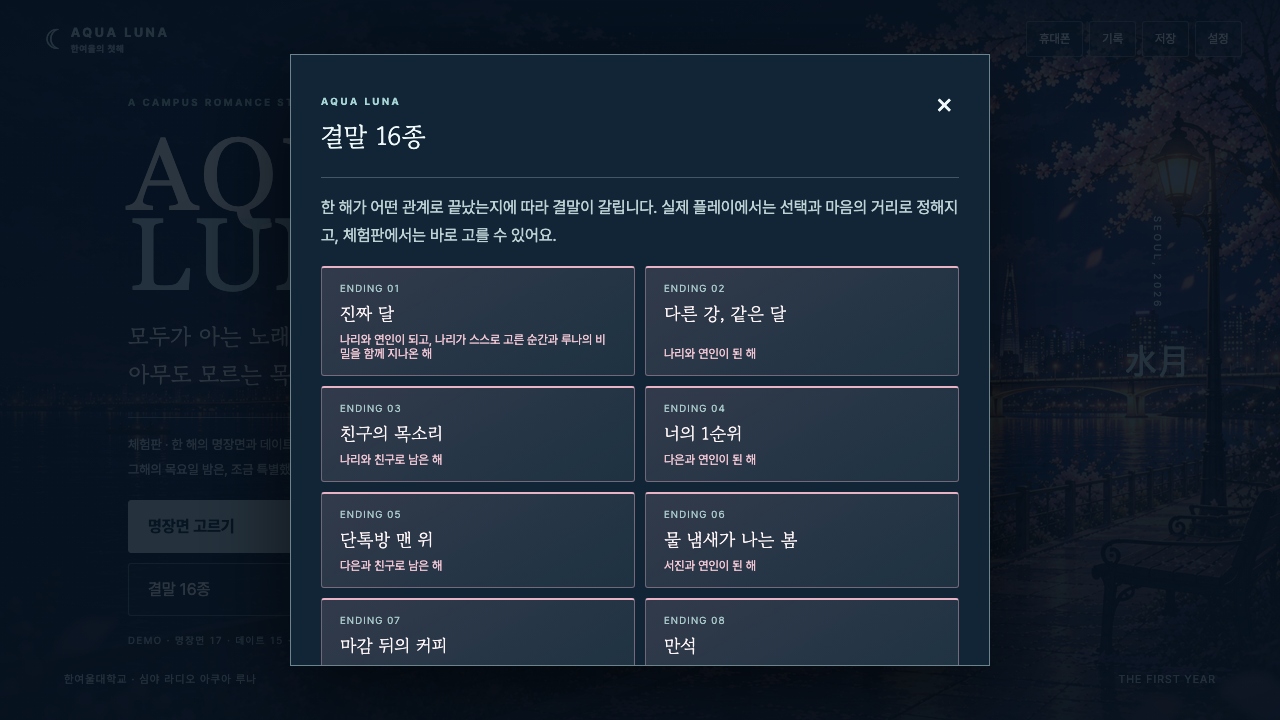 AQUA LUNA
한여울의 첫해
휴대폰
기록
저장
설정
A CAMPUS ROMANCE
AQ
LU
모두가 아는 노래
아무도 모르는 목
체험판 · 한 해의 명장면과 데이트
그해의 목요일 밤은, 조금 특별했
명장면 고르기
결말 16종
DEMO · 명장면 17 · 데이트 15
한여울대학교 · 심야 라디오 아쿠아 루나
SEOUL, 2026
水月
THE FIRST YEAR
AQUA LUNA
×
결말 16종
한 해가 어떤 관계로 끝났는지에 따라 결말이 갈립니다. 실제 플레이에서는 선택과 마음의 거리로 정해지
고, 체험판에서는 바로 고를 수 있어요.
ENDING 01
진짜 달
나리와 연인이 되고, 나리가 스스로 고른 순간과 루나의 비
밀을 함께 지나온 해
ENDING 02
다른 강, 같은 달
나리와 연인이 된 해
ENDING 03
친구의 목소리
나리와 친구로 남은 해
ENDING 04
너의 1순위
다은과 연인이 된 해
ENDING 05
단톡방 맨 위
다은과 친구로 남은 해
ENDING 06
물 냄새가 나는 봄
서진과 연인이 된 해
ENDING 07
마감 뒤의 커피
ENDING 08
만석